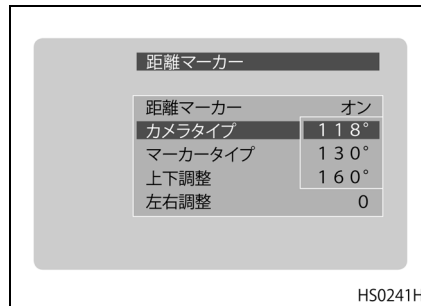 距離マーカー
距離マーカー オン
カメラタイプ 118°
マーカータイプ 130°
上下調整 160°
左右調整 0
HS0241H